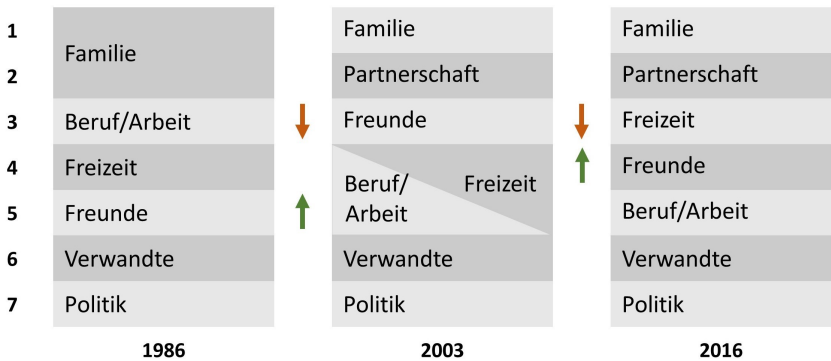 1 Familie Familie
2 Familie Partnerschaft Partnerschaft
3 Beruf/Arbeit Freunde Freizeit
4 Freizeit Beruf/ Freizeit Freunde
5 Freunde Arbeit Beruf/Arbeit
6 Verwandte Verwandte Verwandte
7 Politik Politik Politik
1986 2003 2016